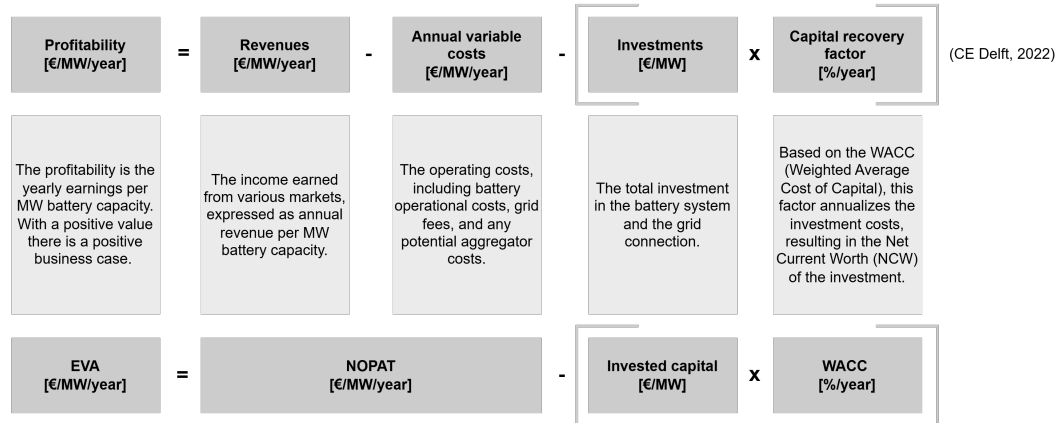 Profitability
[€/MW/year]
=
Revenues
[€/MW/year]
-
Annual variable
costs
[€/MW/year]
-
Investments
[€/MW]
x
Capital recovery
factor
[%/year]
(CE Delft, 2022)
The profitability is the
yearly earnings per
MW battery capacity.
With a positive value
there is a positive
business case.
The income earned
from various markets,
expressed as annual
revenue per MW
battery capacity.
The operating costs,
including battery
operational costs, grid
fees, and any
potential aggregator
costs.
The total investment
in the battery system
and the grid
connection.
Based on the WACC
(Weighted Average
Cost of Capital), this
factor annualizes the
investment costs,
resulting in the Net
Current Worth (NCW)
of the investment.
EVA
[€/MW/year]
=
NOPAT
[€/MW/year]
-
Invested capital
[€/MW]
x
WACC
[%/year]